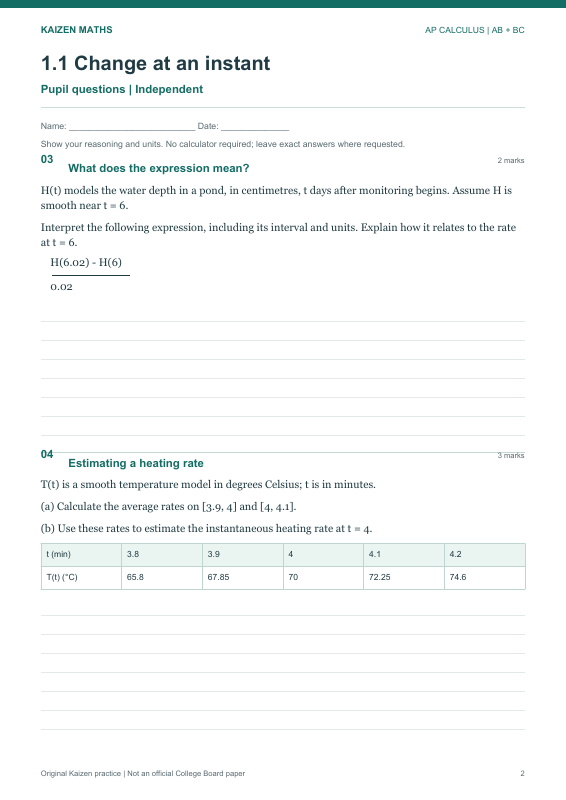 KAIZEN MATHS
AP CALCULUS | AB + BC
1.1 Change at an instant
Pupil questions | Independent
Name: ___________________________ Date: ______________
Show your reasoning and units. No calculator required; leave exact answers where requested.
03
What does the expression mean?
2 marks
H(t) models the water depth in a pond, in centimetres, t days after monitoring begins. Assume H is
smooth near t = 6.
Interpret the following expression, including its interval and units. Explain how it relates to the rate
at t = 6.
H(6.02) - H(6)
0.02
04
Estimating a heating rate
3 marks
T(t) is a smooth temperature model in degrees Celsius; t is in minutes.
(a) Calculate the average rates on [3.9, 4] and [4, 4.1].
(b) Use these rates to estimate the instantaneous heating rate at t = 4.
t (min) 3.8 3.9 4 4.1 4.2
T(t) (°C) 65.8 67.85 70 72.25 74.6
Original Kaizen practice | Not an official College Board paper
2